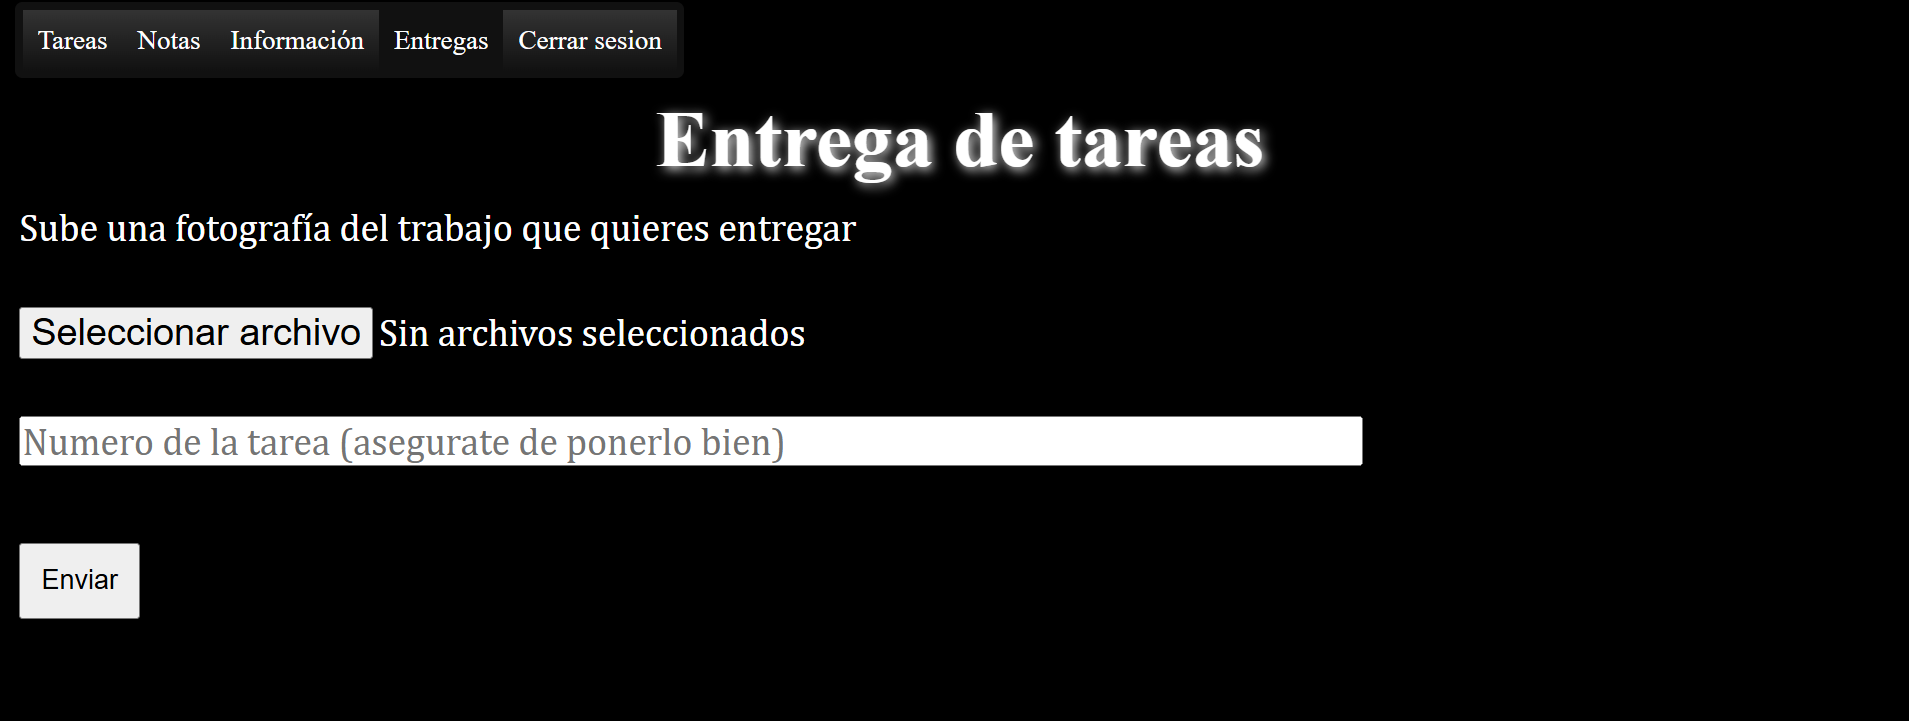 Tareas Notas Información Entregas Cerrar sesion
Entrega de tareas
Sube una fotografía del trabajo que quieres entregar
Seleccionar archivo Sin archivos seleccionados
Numero de la tarea (asegurate de ponerlo bien)
Enviar